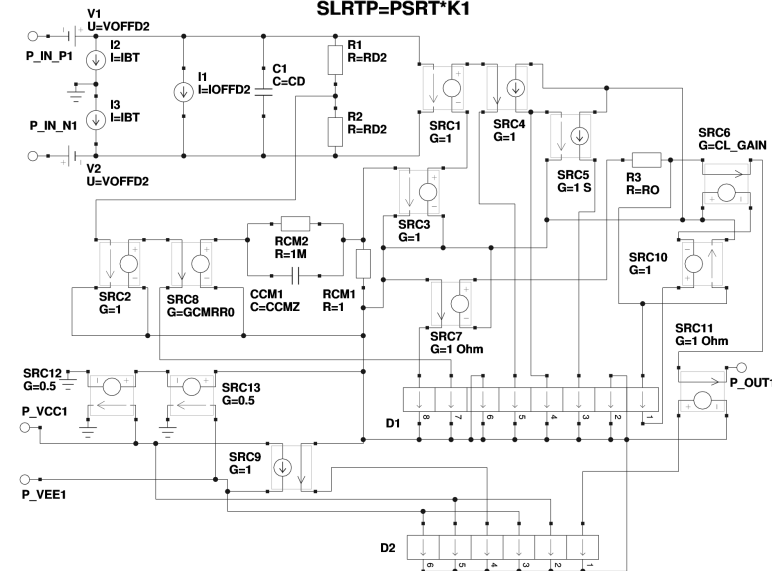 SLRTP=PSRT*K1
V1
U=VOFFD2
P_IN_P1
I2
I=IBT
I3
I=IBT
P_IN_N1
V2
U=VOFFD2
I1
I=IOFFD2
C1
C=CD
R1
R=RD2
R2
R=RD2
SRC1
G=1
SRC4
G=1
SRC5
G=1 S
R3
R=RO
SRC6
G=CL_GAIN
SRC3
G=1
SRC10
G=1
SRC2
G=1
SRC8
G=GCMRR0
RCM2
R=1M
CCM1
C=CCMZ
RCM1
R=1
SRC7
G=1 Ohm
SRC11
G=1 Ohm
P_OUT1
SRC12
G=0.5
SRC13
G=0.5
P_VCC1
P_VEE1
SRC9
G=1
D1
8 7 6 5 4 3 2 1
D2
6 5 4 3 2 1